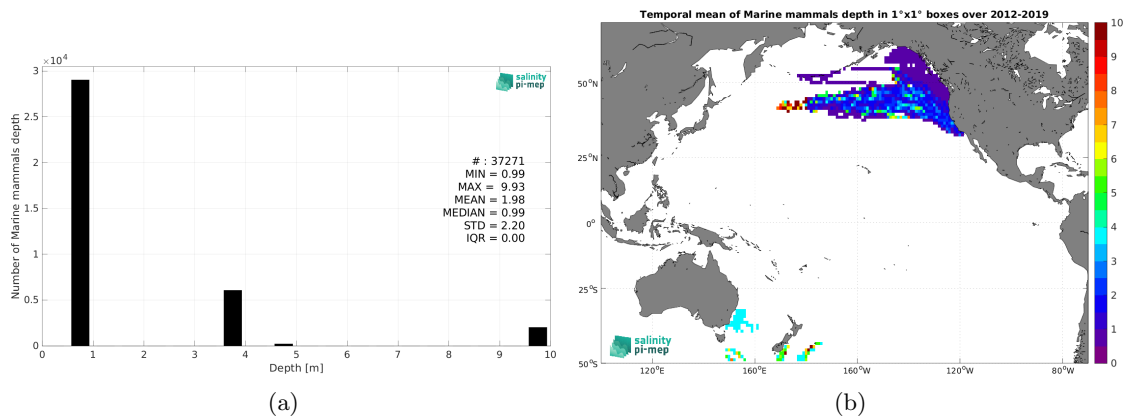 ×10⁴
3
2.5
2
1.5
1
0.5
0
Number of Marine mammals depth
salinity
pi-mep
# : 37271
MIN = 0.99
MAX = 9.93
MEAN = 1.98
MEDIAN = 0.99
STD = 2.20
IQR = 0.00
0 1 2 3 4 5 6 7 8 9 10
Depth [m]
(a)
Temporal mean of Marine mammals depth in 1°x1° boxes over 2012-2019
50°N
25°N
0°
25°S
50°S
salinity
pi-mep
120°E 160°E 160°W 120°W 80°W
10
9
8
7
6
5
4
3
2
1
0
(b)